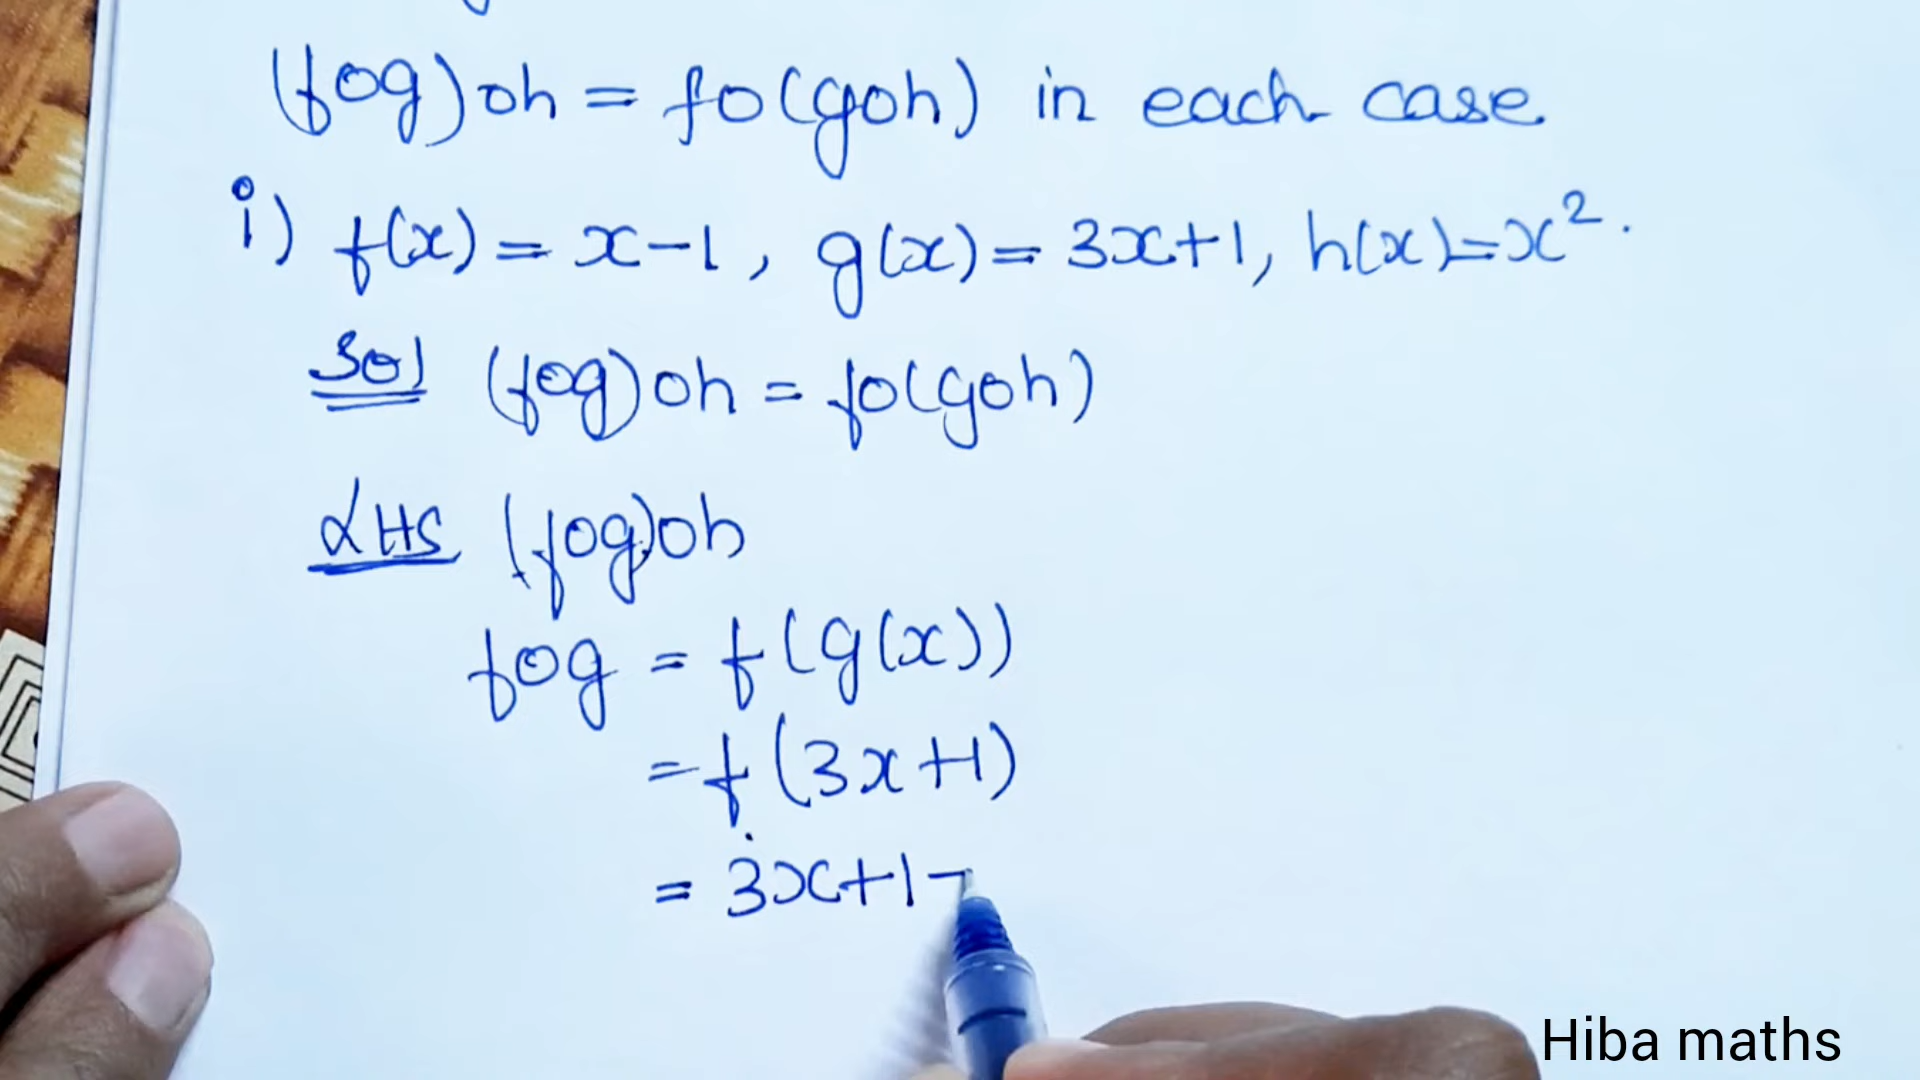 (fog)oh = fo(goh) in each case
i) f(x) = x-1, g(x) = 3x+1, h(x)=x².
Sol (fog)oh = fo(goh)
LHS (fog)oh
fog = f(g(x))
= f(3x+1)
= 3x+1-
Hiba maths